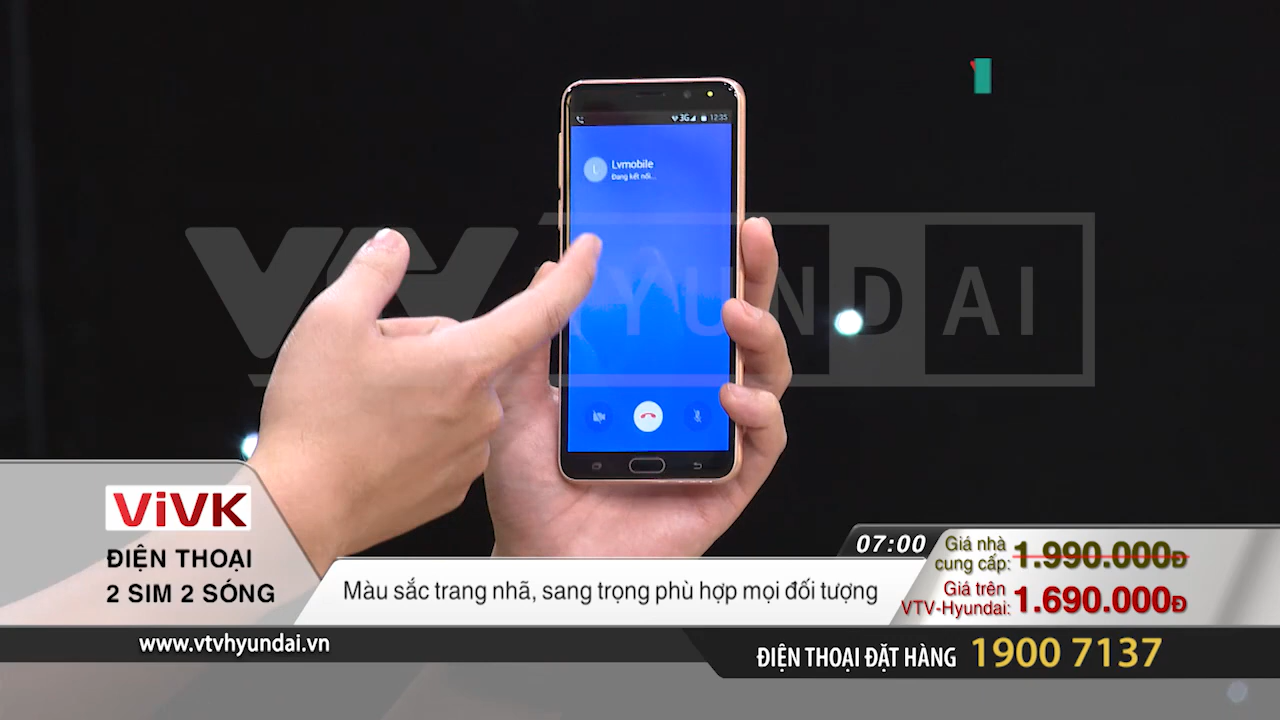 3G 12:35
Lvmobile
L
Đang kết nối...
VTV HYUNDAI
ViVK
ĐIỆN THOẠI
2 SIM 2 SÓNG
Màu sắc trang nhã, sang trọng phù hợp mọi đối tượng
07:00
Giá nhà
cung cấp: 1.990.000Đ
Giá trên
VTV-Hyundai: 1.690.000Đ
www.vtvhyundai.vn
ĐIỆN THOẠI ĐẶT HÀNG 1900 7137